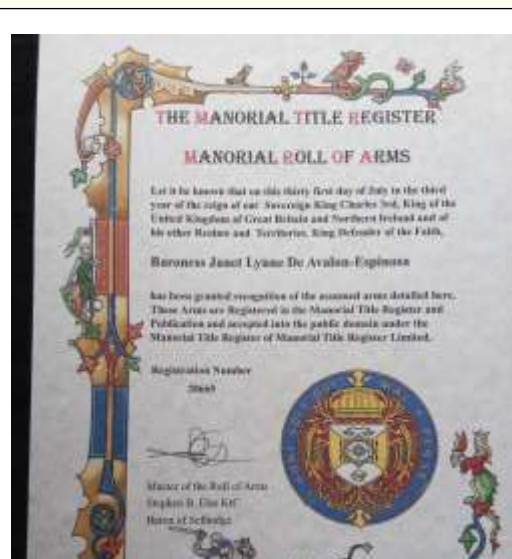 THE MANORIAL TITLE REGISTER
MANORIAL ROLL OF ARMS
Let it be known that on this thirty first day of July in the third
year of the reign of our Sovereign King Charles 3rd, King of the
United Kingdom of Great Britain and Northern Ireland and of
his other Realms and Territories, King Defender of the Faith,
Baroness Janet Lynne De Avalon-Espinosa
has been granted recognition of the assumed arms detailed here.
These Arms are Registered in the Manorial Title Register and
Publication and accepted into the public domain under the
Manorial Title Register of Manorial Title Register Limited.
Registration Number
Master of the Roll of Arms
Stephen B.
Baron of